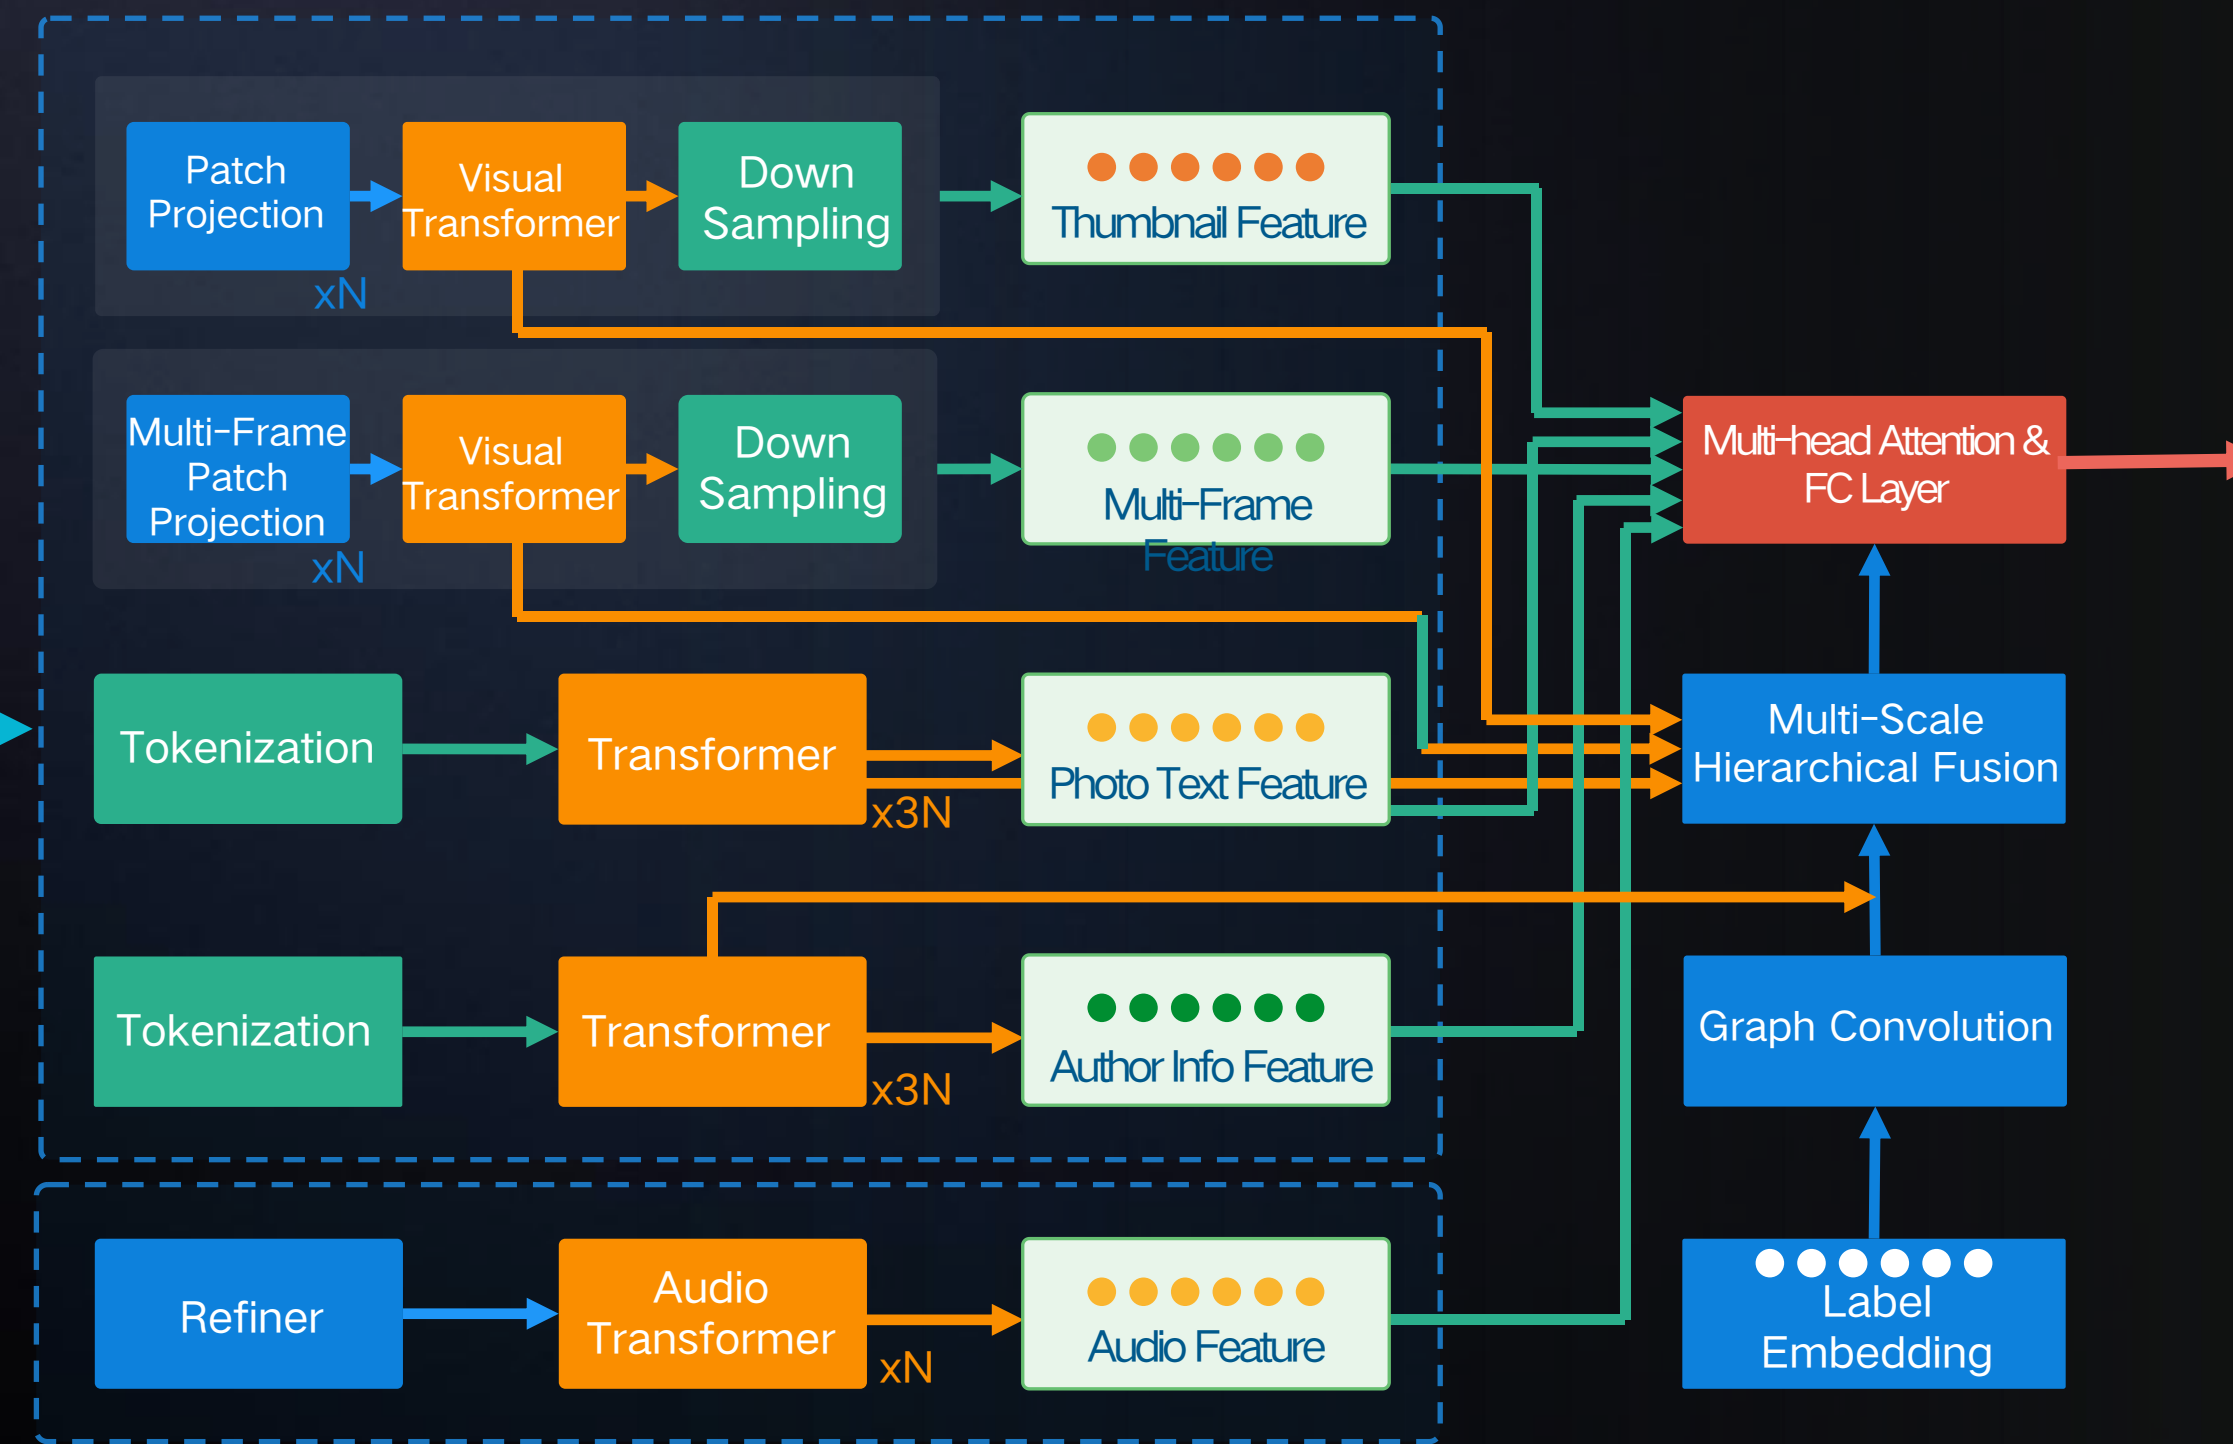 Patch
Projection
xN
Visual
Transformer
Down
Sampling
Thumbnail Feature
Multi-Frame
Patch
Projection
xN
Visual
Transformer
Down
Sampling
Multi-Frame
Feature
Multi-head Attention &
FC Layer
Tokenization
Transformer
x3N
Photo Text Feature
Multi-Scale
Hierarchical Fusion
Tokenization
Transformer
x3N
Author Info Feature
Graph Convolution
Refiner
Audio
Transformer
xN
Audio Feature
Label
Embedding